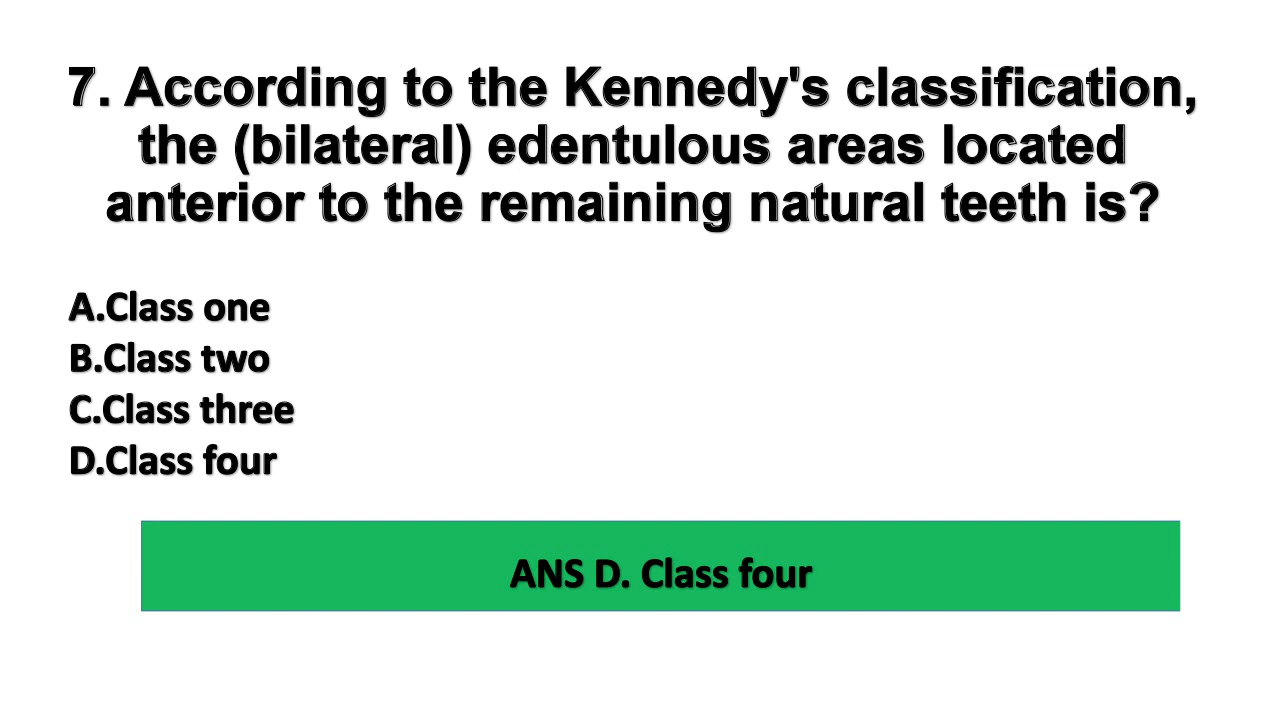 7. According to the Kennedy's classification,
the (bilateral) edentulous areas located
anterior to the remaining natural teeth is?
A.Class one
B.Class two
C.Class three
D.Class four
ANS D. Class four